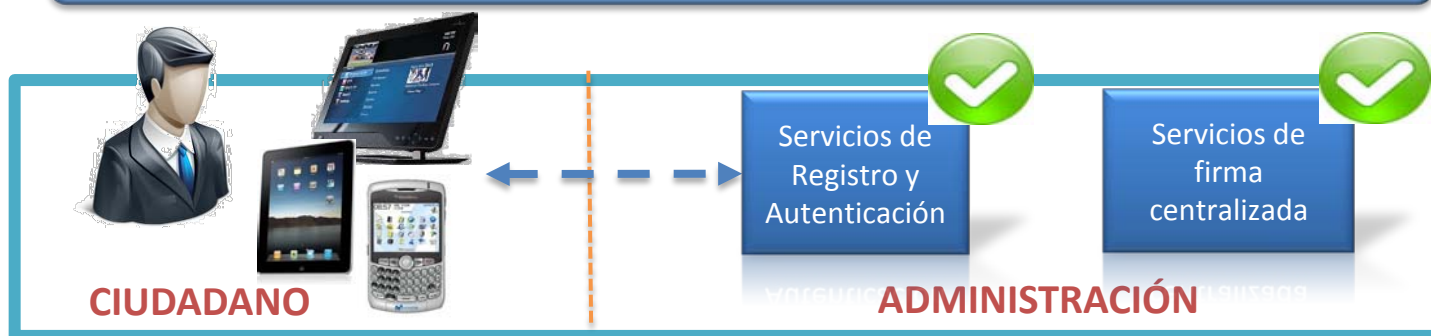 Servicios de
Registro y
Autenticación
Servicios de
firma
centralizada
CIUDADANO
ADMINISTRACIÓN